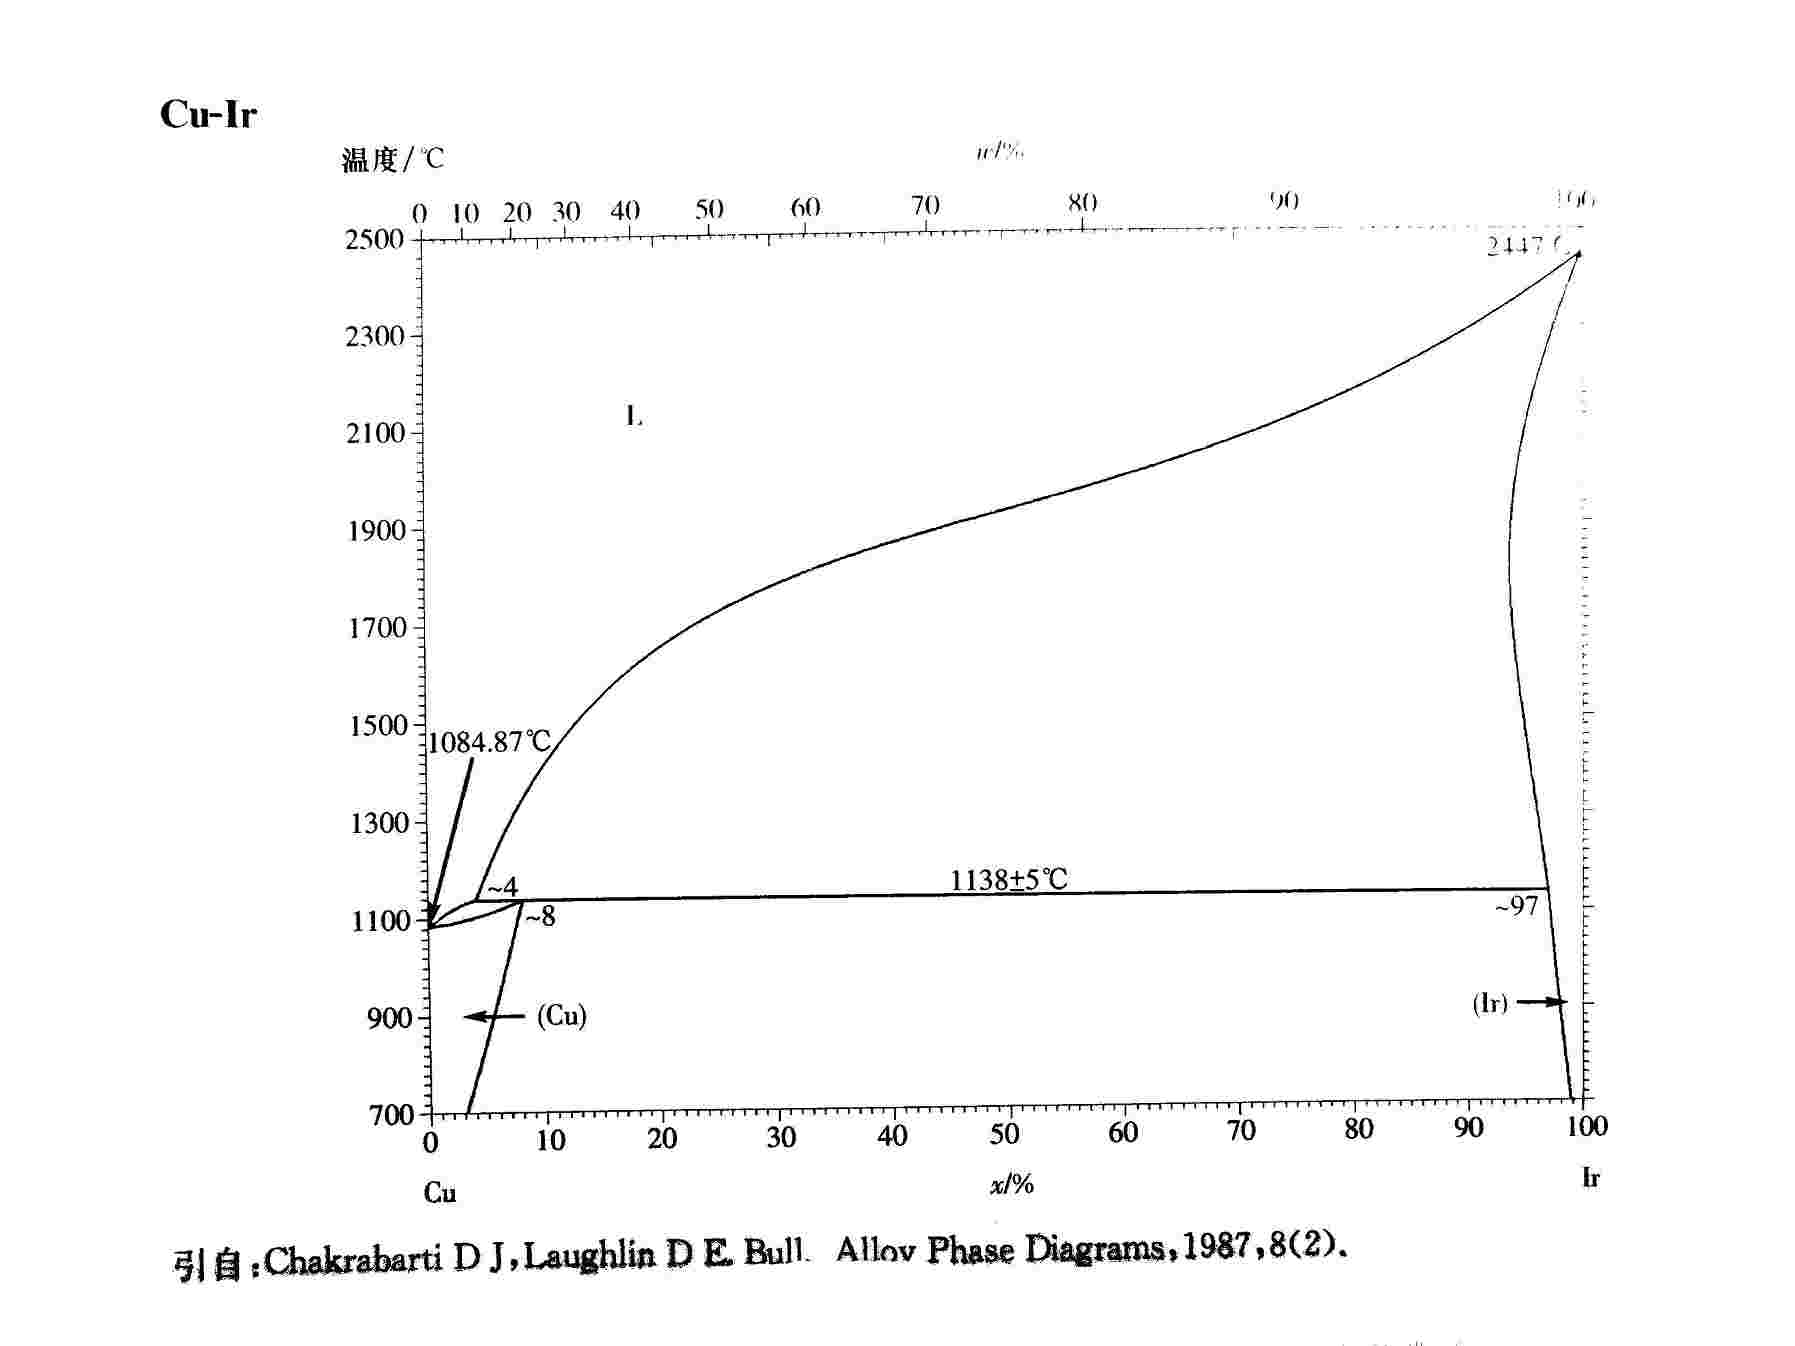 Cu-Ir
温度/℃
w/%
0 10 20 30 40 50 60 70 80 90 100
2500
2447℃
2300
L
2100
1900
1700
1500
1084.87℃
1300
1138±5℃
~4
~97
1100
~8
(Ir)
900
(Cu)
700
0 10 20 30 40 50 60 70 80 90 100
Cu
x/%
Ir
引自:Chakrabarti D J,Laughlin D E. Bull. Alloy Phase Diagrams,1987,8(2).